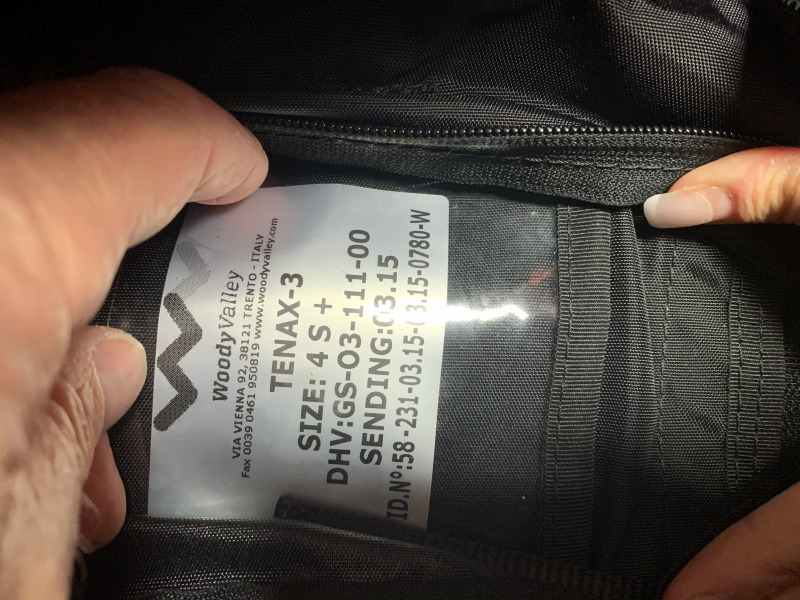 WoodyValley
VIA VIENNA 92, 38121 TRENTO - ITALY
Fax 0039 0461 950819 www.woodyvalley.com
TENAX-3
SIZE: 4 S +
DHV:GS-O3-111-00
SENDING:03.15
ID.Nº:58-231-03.15-03.15-0780-W